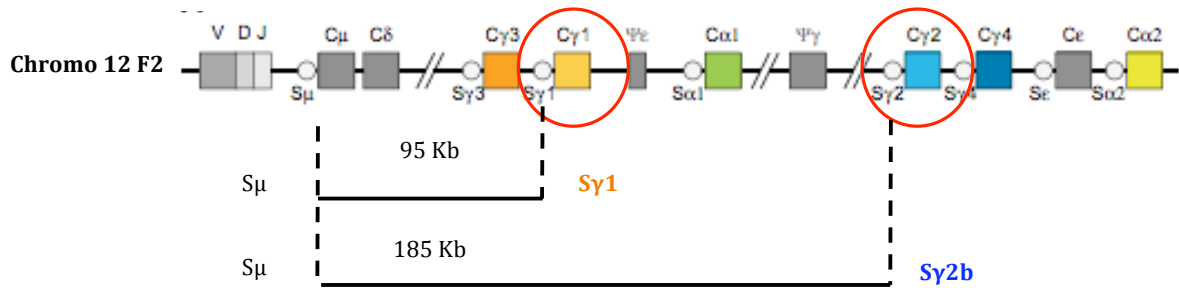 V D J Cμ Cδ Cγ3 Cγ1 Ψε Cα1 Ψγ Cγ2 Cγ4 Cε Cα2
Chromo 12 F2
Sμ Sγ3 Sγ1 Sα1 Sγ2 Sγ4 Sε Sα2
95 Kb
Sμ Sγ1
185 Kb
Sμ Sγ2b